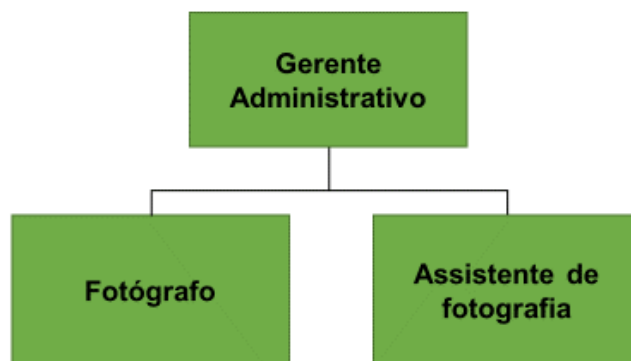 Gerente
Administrativo
Fotógrafo
Assistente de
fotografia